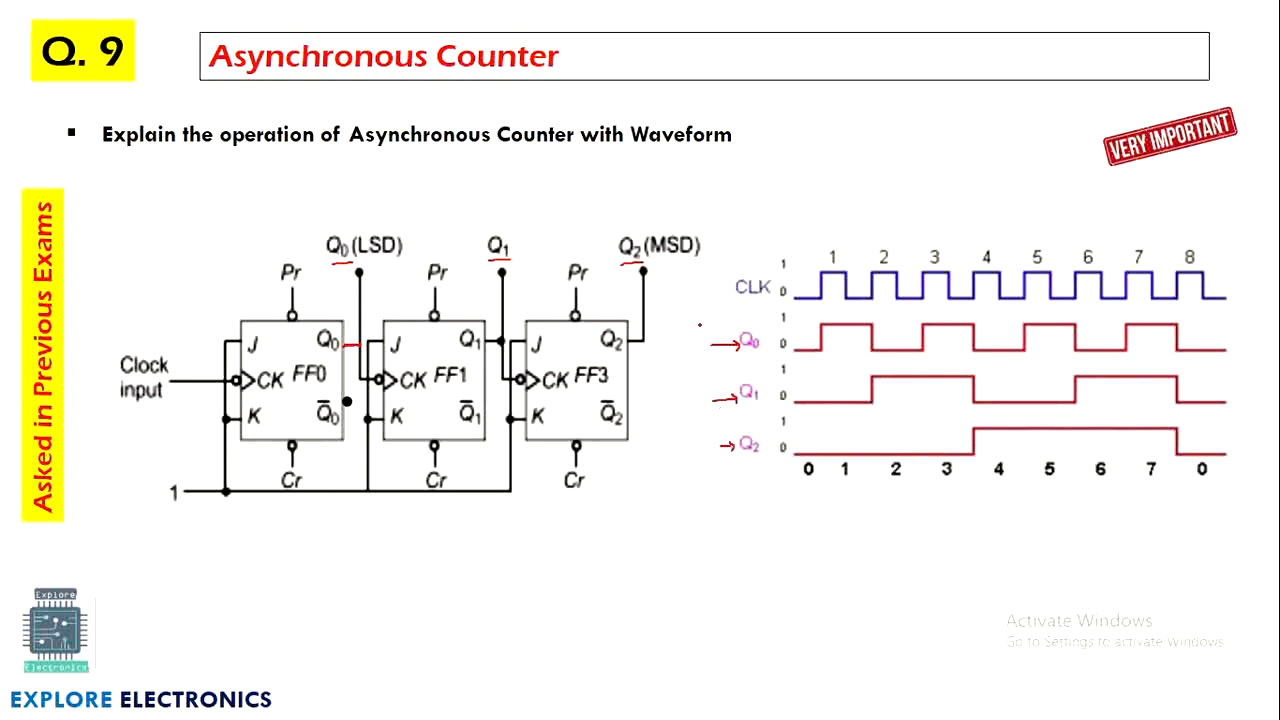 Q. 9
Asynchronous Counter
▪ Explain the operation of Asynchronous Counter with Waveform
VERY IMPORTANT
Asked in Previous Exams
Q0 (LSD) Q1 Q2 (MSD)
Pr Pr Pr
J Q0 J Q1 J Q2
Clock
input
CK FF0 CK FF1 CK FF3
K Q̅0 K Q̅1 K Q̅2
Cr Cr Cr
1
1 2 3 4 5 6 7 8
CLK 1 0
Q0 1 0
Q1 1 0
Q2 1 0
0 1 2 3 4 5 6 7 0
Explore
Electronics
EXPLORE ELECTRONICS
Activate Windows
Go to Settings to activate Windows